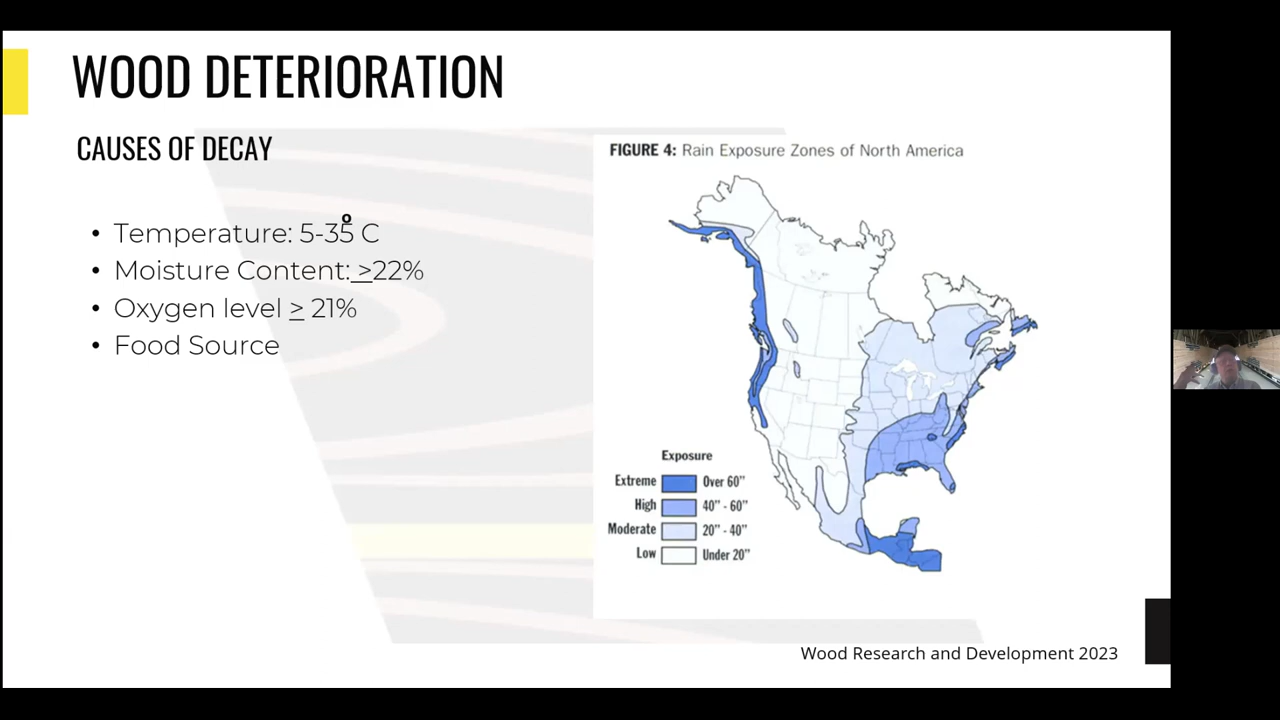 WOOD DETERIORATION
CAUSES OF DECAY
• Temperature: 5-35° C
• Moisture Content: ≥22%
• Oxygen level ≥ 21%
• Food Source
FIGURE 4: Rain Exposure Zones of North America
Exposure
Extreme Over 60"
High 40" - 60"
Moderate 20" - 40"
Low Under 20"
Wood Research and Development 2023